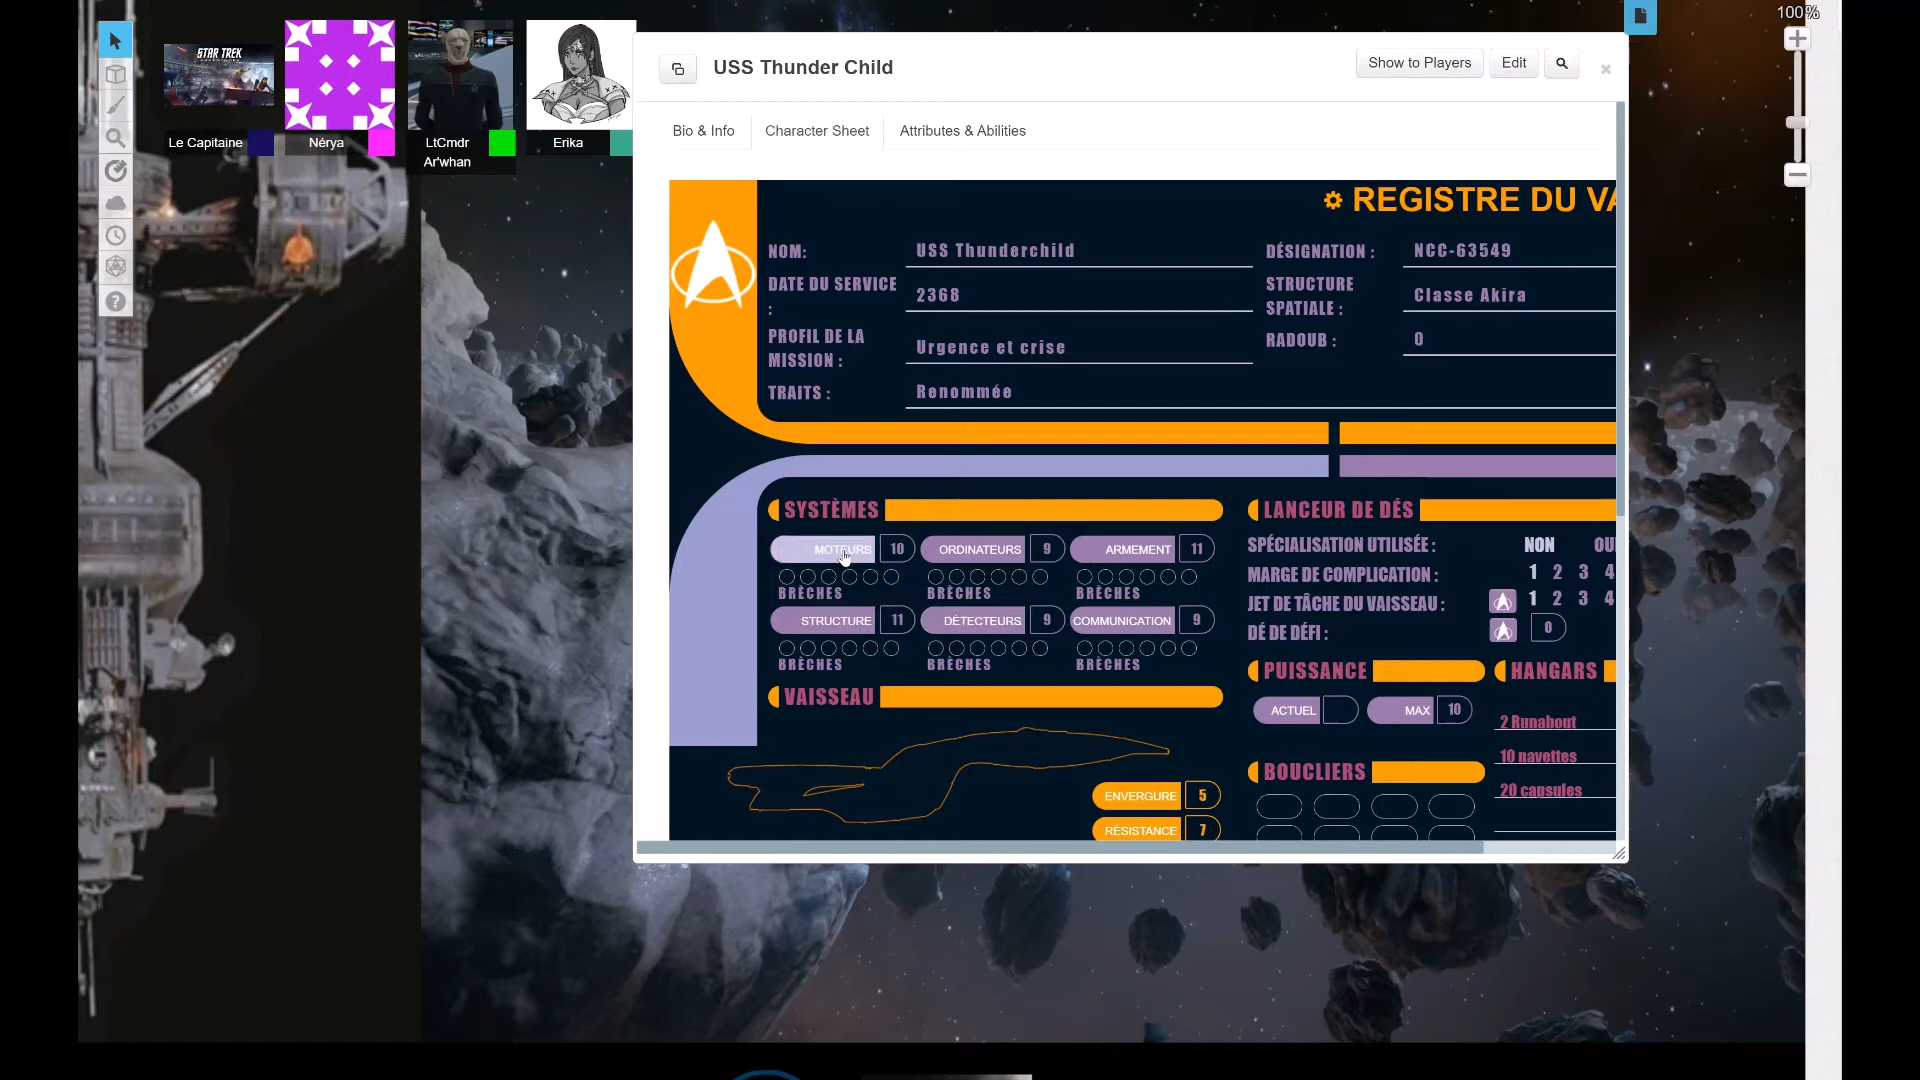 100%
STAR TREK
Le Capitaine
Nérya
LtCmdr
Ar'whan
Erika
USS Thunder Child
Show to Players
Edit
Bio & Info
Character Sheet
Attributes & Abilities
REGISTRE DU VA
NOM:
USS Thunderchild
DÉSIGNATION :
NCC-63549
DATE DU SERVICE
:
2368
STRUCTURE
SPATIALE :
Classe Akira
PROFIL DE LA
MISSION :
Urgence et crise
RADOUB :
0
TRAITS :
Renommée
SYSTÈMES
MOTEURS 10
ORDINATEURS 9
ARMEMENT 11
BRÈCHES
BRÈCHES
BRÈCHES
STRUCTURE 11
DÉTECTEURS 9
COMMUNICATION 9
BRÈCHES
BRÈCHES
BRÈCHES
VAISSEAU
ENVERGURE 5
RÉSISTANCE 7
LANCEUR DE DÉS
SPÉCIALISATION UTILISÉE :
NON OUI
MARGE DE COMPLICATION :
1 2 3 4
JET DE TÂCHE DU VAISSEAU :
1 2 3 4
DÉ DE DÉFI :
0
PUISSANCE
ACTUEL
MAX 10
HANGARS
2 Runabout
10 navettes
20 capsules
BOUCLIERS